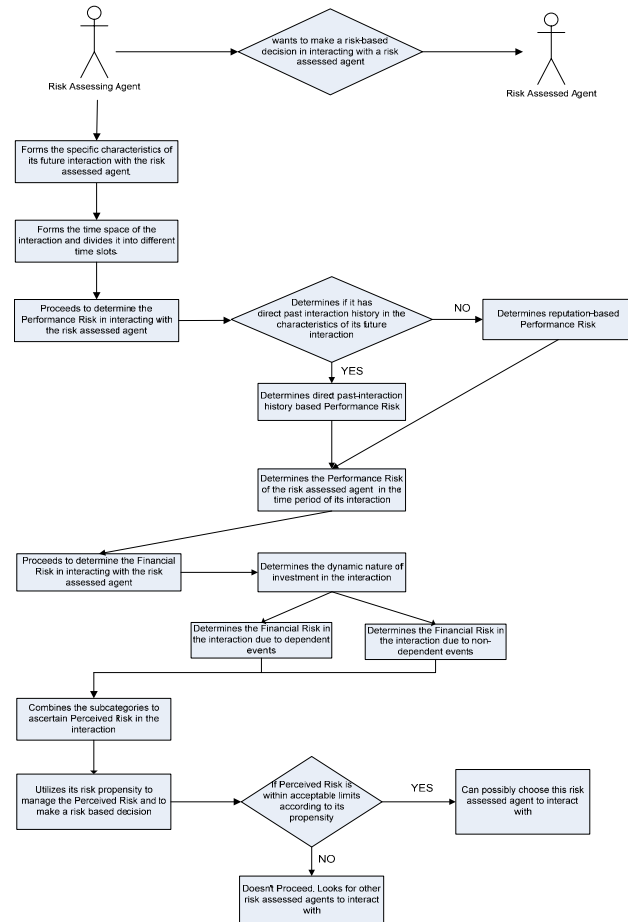 wants to make a risk-based
decision in interacting with a risk
assessed agent
Risk Assessing Agent
Risk Assessed Agent
Forms the specific characteristics of
its future interaction with the risk
assessed agent.
Forms the time space of the
interaction and divides it into different
time slots.
Proceeds to determine the
Performance Risk in interacting with
the risk assessed agent
Determines if it has
direct past interaction history in the
characteristics of its future
interaction
NO
Determines reputation-based
Performance Risk
YES
Determines direct past-interaction
history based Performance Risk
Determines the Performance Risk
of the risk assessed agent in the
time period of its interaction
Proceeds to determine the Financial
Risk in interacting with the risk
assessed agent
Determines the dynamic nature of
investment in the interaction
Determines the Financial Risk in
the interaction due to dependent
events
Determines the Financial Risk in
the interaction due to non-
dependent events
Combines the subcategories to
ascertain Perceived Risk in the
interaction
Utilizes its risk propensity to
manage the Perceived Risk and to
make a risk based decision
If Perceived Risk is
within acceptable limits
according to its
propensity
YES
Can possibly choose this risk
assessed agent to interact
with
NO
Doesn't Proceed. Looks for other
risk assessed agents to interact
with